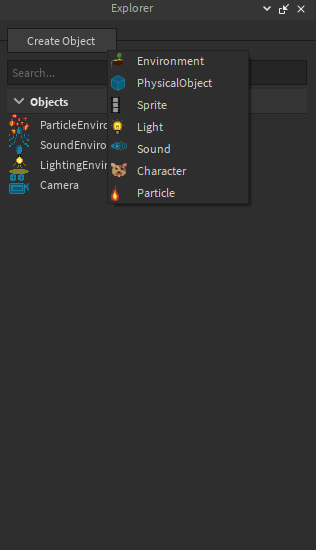 Explorer
Create Object
Environment
Search...
PhysicalObject
Objects
Sprite
ParticleEnviro
Light
SoundEnviro
Sound
LightingEnvir
Character
Camera
Particle